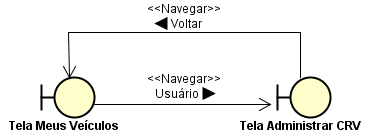 <<Navegar>>
◀ Voltar
<<Navegar>>
Usuário ▶
Tela Meus Veículos
Tela Administrar CRV